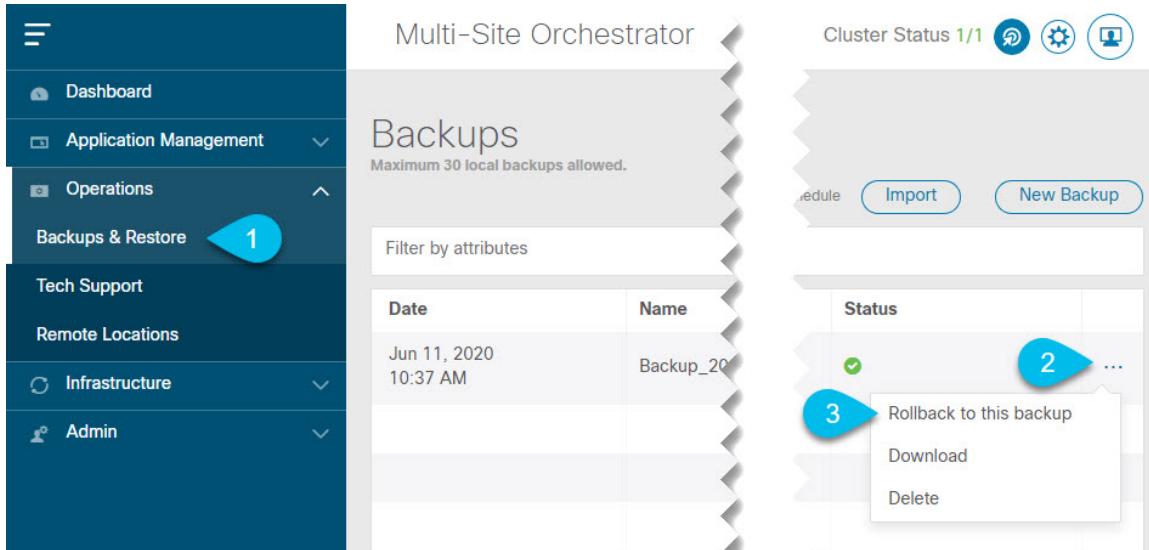 Multi-Site Orchestrator
Cluster Status 1/1
Dashboard
Application Management
Operations
Backups & Restore
1
Tech Support
Remote Locations
Infrastructure
Admin
Backups
Maximum 30 local backups allowed.
Import
New Backup
Filter by attributes
Date Name Status
Jun 11, 2020
10:37 AM
Backup_20
2
...
3
Rollback to this backup
Download
Delete